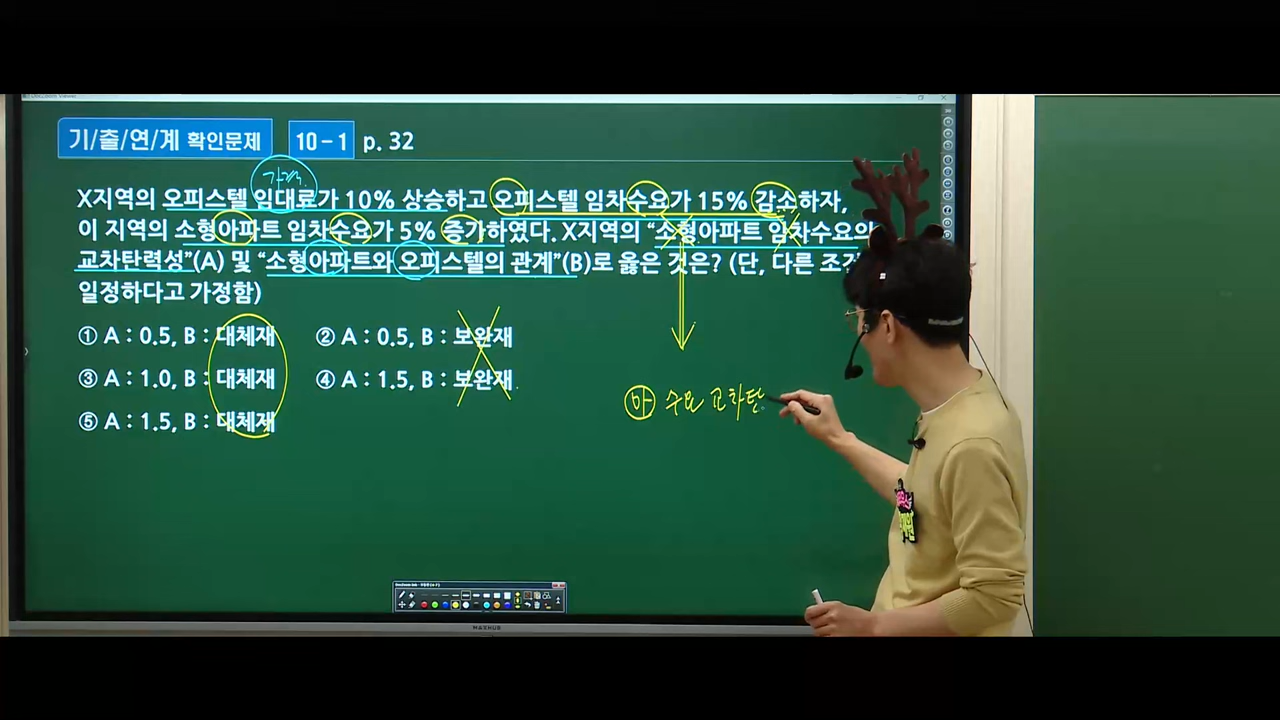 기/출/연/계 확인문제 10-1 p. 32
가격
X지역의 오피스텔 임대료가 10% 상승하고 오피스텔 임차수요가 15% 감소하자,
이 지역의 소형아파트 임차수요가 5% 증가하였다. X지역의 “소형아파트 임차수요의
교차탄력성”(A) 및 “소형아파트와 오피스텔의 관계”(B)로 옳은 것은? (단, 다른 조건
일정하다고 가정함)
① A : 0.5, B : 대체재 ② A : 0.5, B : 보완재
③ A : 1.0, B : 대체재 ④ A : 1.5, B : 보완재
⑤ A : 1.5, B : 대체재
아 수요 교차탄
MAXHUB